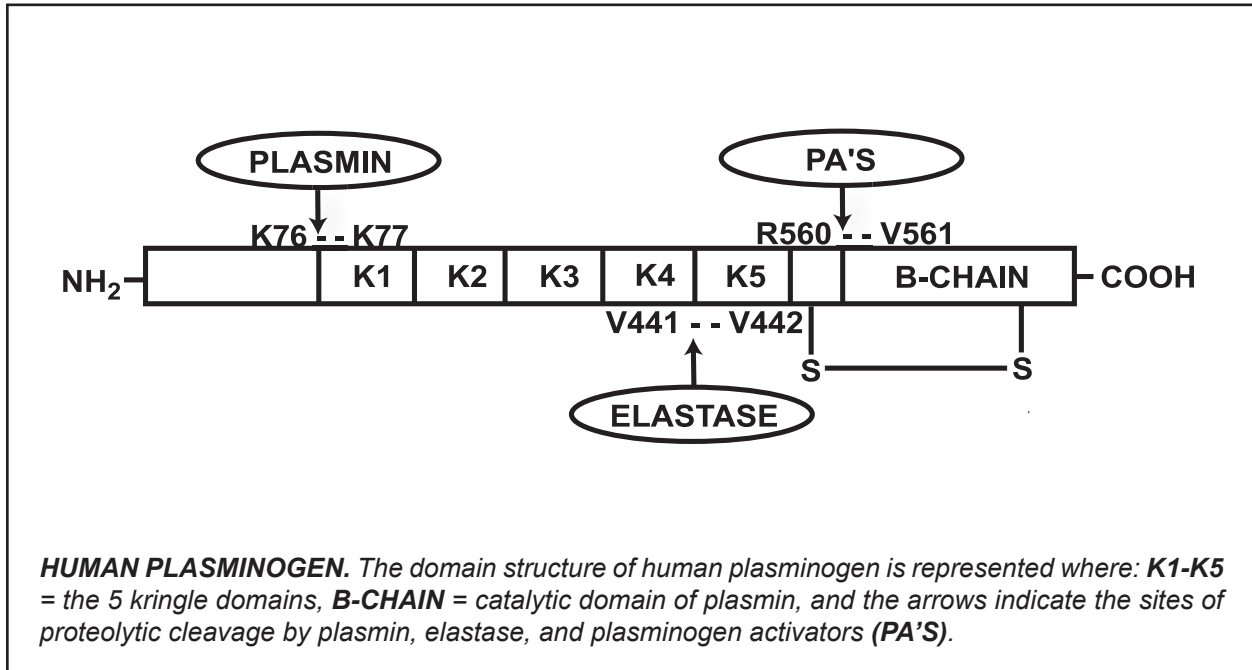 PLASMIN
PA'S
K76 - - K77
R560 - - V561
NH2
K1
K2
K3
K4
K5
B-CHAIN
COOH
V441 - - V442
S
S
ELASTASE
HUMAN PLASMINOGEN. The domain structure of human plasminogen is represented where: K1-K5
= the 5 kringle domains, B-CHAIN = catalytic domain of plasmin, and the arrows indicate the sites of
proteolytic cleavage by plasmin, elastase, and plasminogen activators (PA'S).